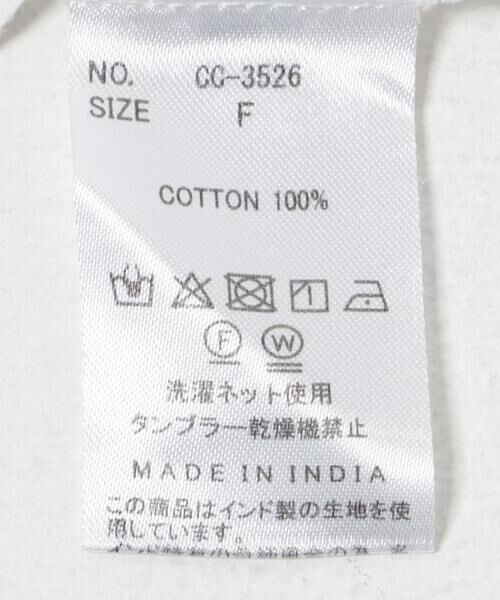 NO. CC-3526
SIZE F
COTTON 100%
F W
洗濯ネット使用
タンブラー乾燥機禁止
MADE IN INDIA
この商品はインド製の生地を使
用しています。